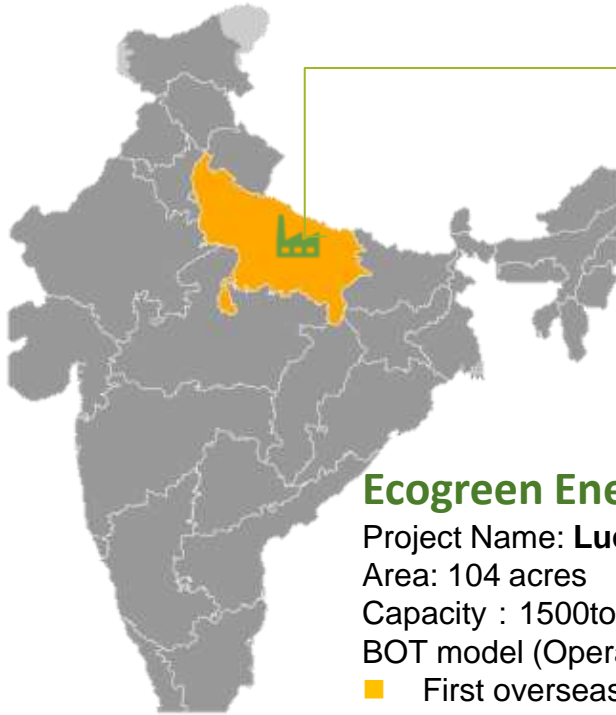 Ecogreen Ene
Project Name: Luc
Area: 104 acres
Capacity：1500to
BOT model (Opera
First overseas